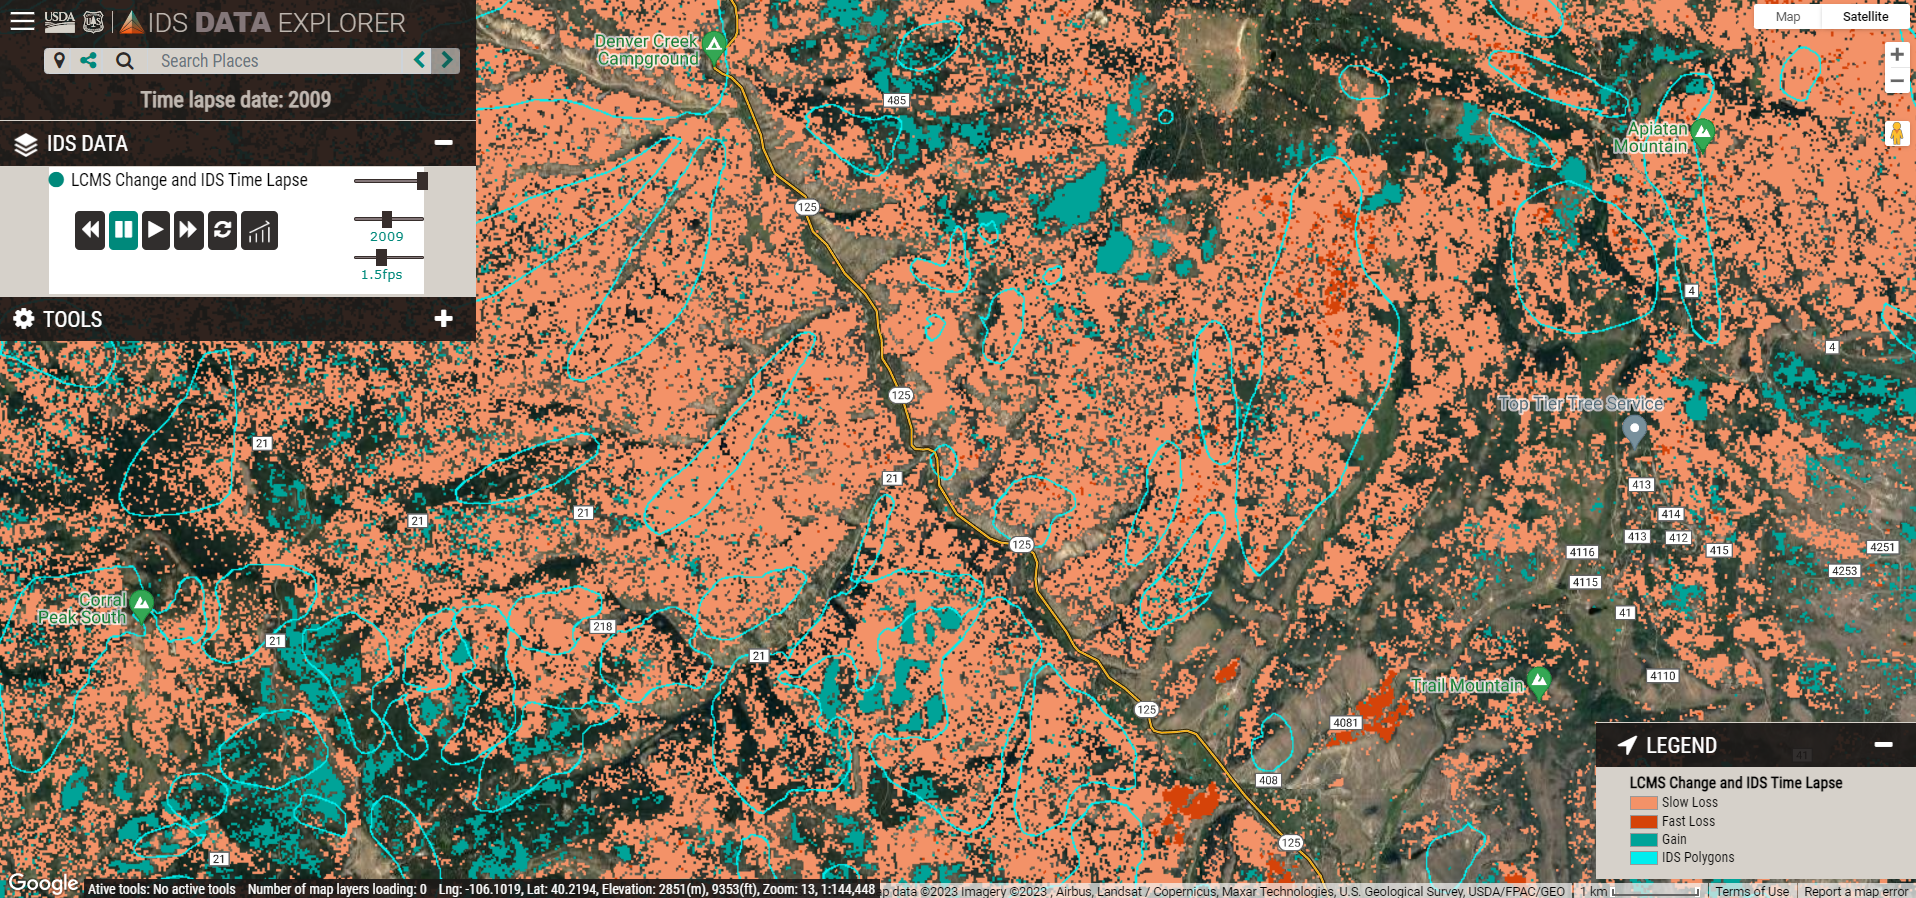 USDA
IDS DATA EXPLORER
Search Places
Time lapse date: 2009
IDS DATA
LCMS Change and IDS Time Lapse
2009
1.5fps
TOOLS
Map
Satellite
Denver Creek
Campground
485
Apiatan
Mountain
125
4
4
125
Top Tier Tree Service
21
21
413
21
21
414
413
412
415
125
4116
4251
4253
4115
Corral
Peak South
41
218
21
21
4110
Trail Mountain
125
4081
41
408
125
21
LEGEND
LCMS Change and IDS Time Lapse
Slow Loss
Fast Loss
Gain
IDS Polygons
Google
Ative tools: No active tools Number of map layers loading: 0 Lng: -106.1019, Lat: 40.2194, Elevation: 2851(m), 9353(ft), Zoom: 13, 1:144,448
p data ©2023 Imagery ©2023 , Airbus, Landsat / Copernicus, Maxar Technologies, U.S. Geological Survey, USDA/FPAC/GEO
1 km
Terms of Use
Report a map error